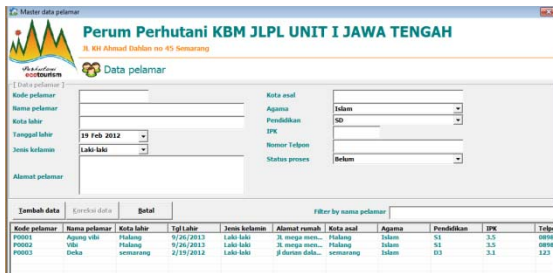 Master data pelamar
Perum Perhutani KBM JLPL UNIT I JAWA TENGAH
Jl. KH Ahmad Dahlan no 45 Semarang
Perhutani
ecotourism
Data pelamar
[ Data pelamar ]
Kode pelamar
Kota asal
Nama pelamar
Agama Islam
Kota lahir
Pendidikan SD
Tanggal lahir 19 Feb 2012
IPK
Jenis kelamin Laki-laki
Nomor Telpon
Status proses Belum
Alamat pelamar
Tambah data Koreksi data Batal Filter by nama pelamar
Kode pelamar Nama pelamar Kota lahir Tgl Lahir Jenis kelamin Alamat rumah Kota asal Agama Pendidikan IPK Telp
P0001 Agung vibi Malang 9/26/2013 Laki-laki Jl. mega men... Malang Islam S1 3.5 0898
P0002 Vibi Malang 9/26/2013 Laki-laki Jl. mega men... Malang Islam S1 3.5 0898
P0003 Deka semarang 2/19/2012 Laki-laki jl durian dala... semarang Islam D3 3.1 123